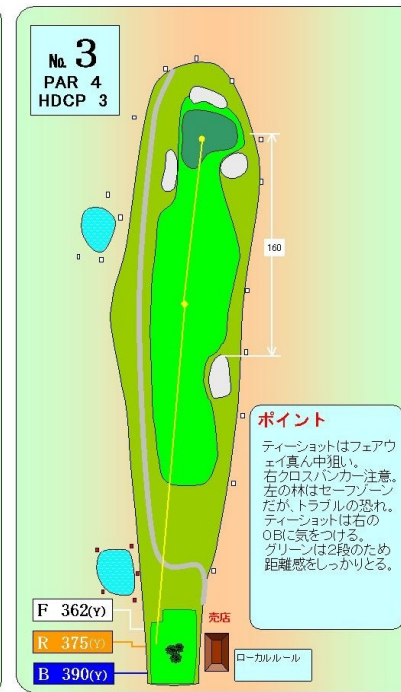 No. 3
PAR 4
HDCP 3
160
ポイント
ティーショットはフェアウ
ェイ真ん中狙い。
右クロスバンカー注意。
左の林はセーフゾーン
だが、トラブルの恐れ。
ティーショットは右の
OBに気をつける。
グリーンは2段のため
距離感をしっかりとる。
F 362(Y)
R 375(Y)
B 390(Y)
売店
ローカルルール